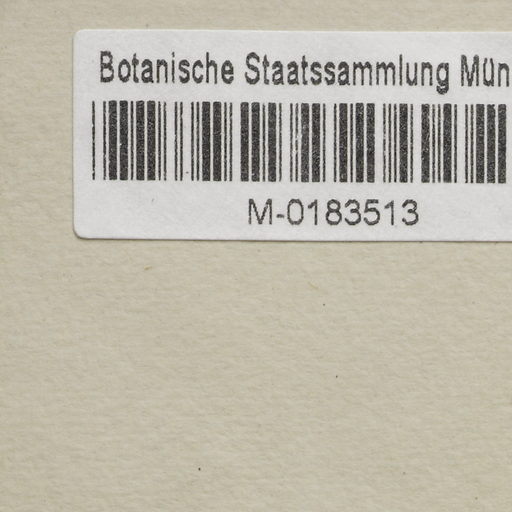 Botanische Staatssammlung Mün
M-0183513